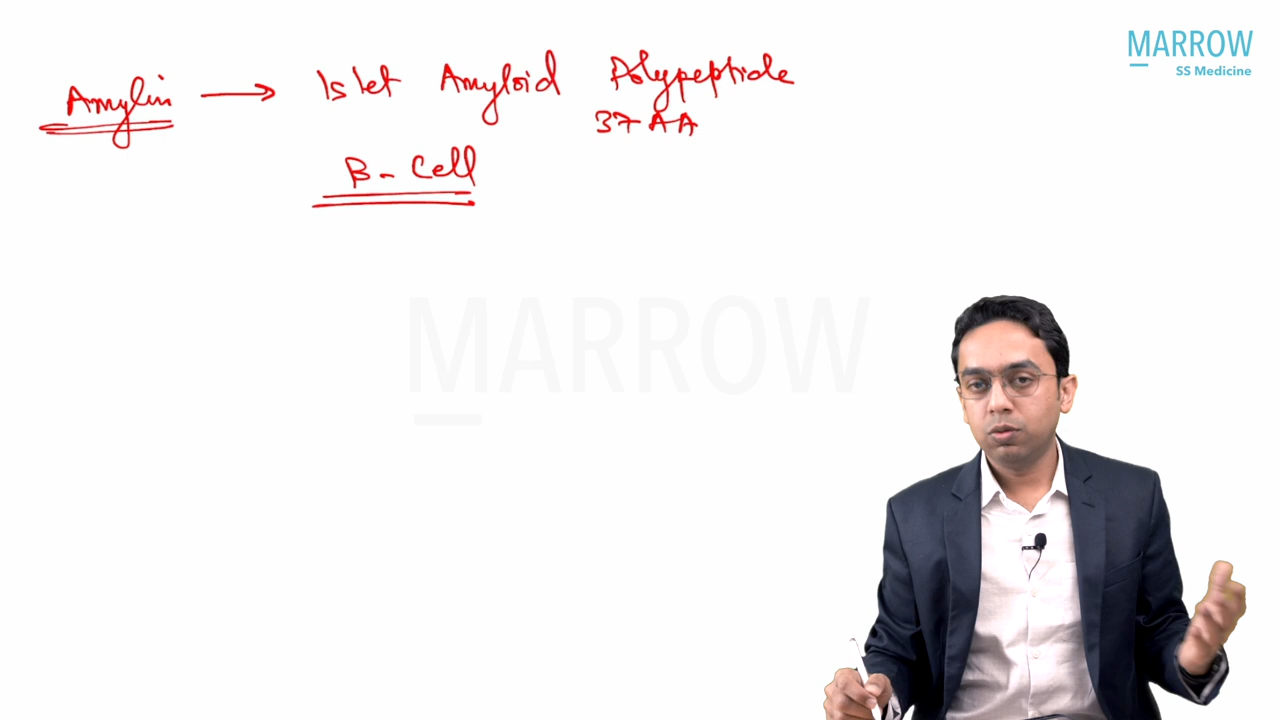 MARROW
SS Medicine
Amylin → Islet Amyloid Polypeptide
37 AA
B - Cell
MARROW